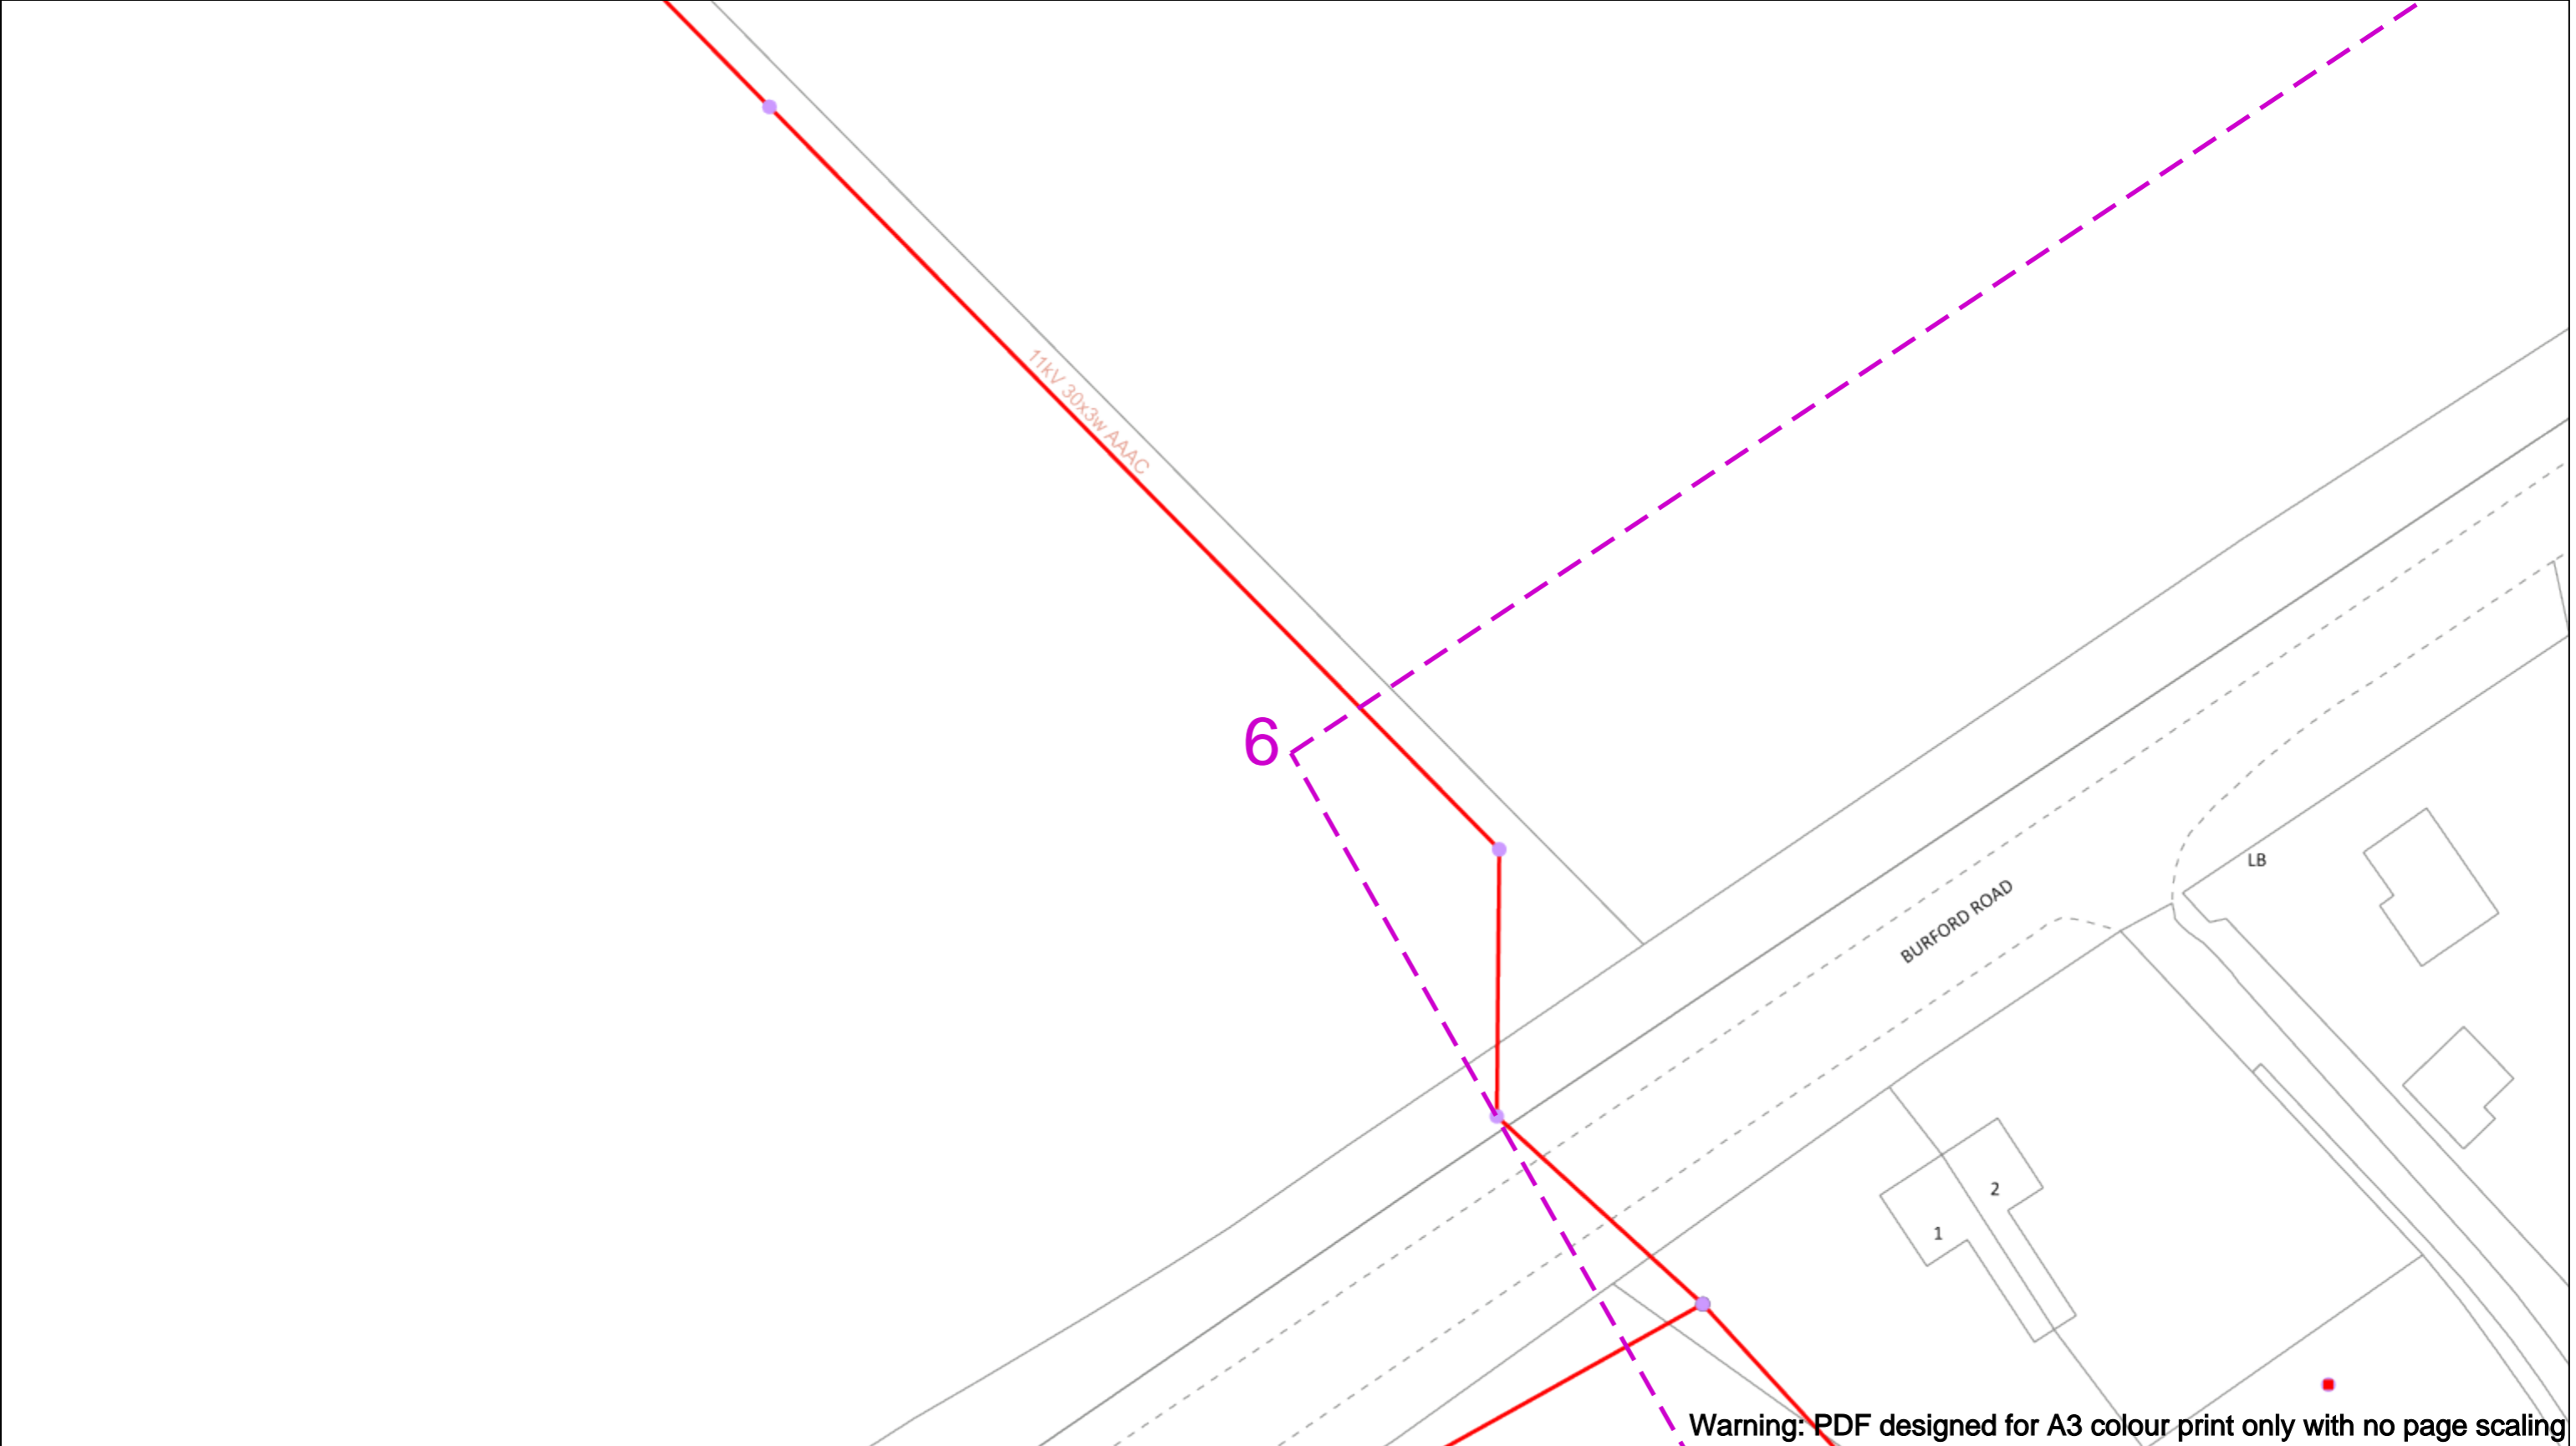 11kV 30x3w AAAC
6
LB
BURFORD ROAD
2
1
Warning: PDF designed for A3 colour print only with no page scaling